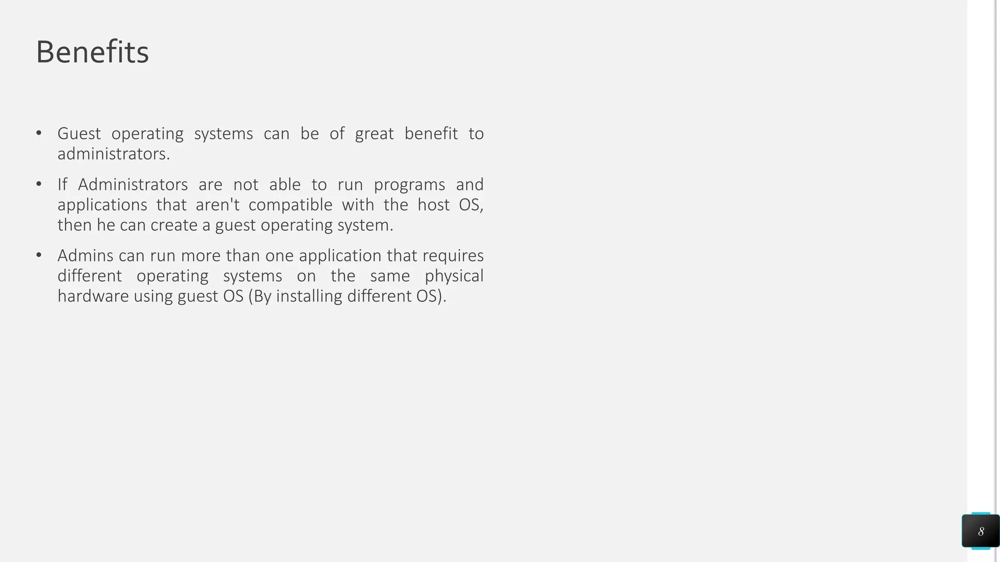 Benefits
• Guest operating systems can be of great benefit to
administrators.
• If Administrators are not able to run programs and
applications that aren't compatible with the host OS,
then he can create a guest operating system.
• Admins can run more than one application that requires
different operating systems on the same physical
hardware using guest OS (By installing different OS).
8